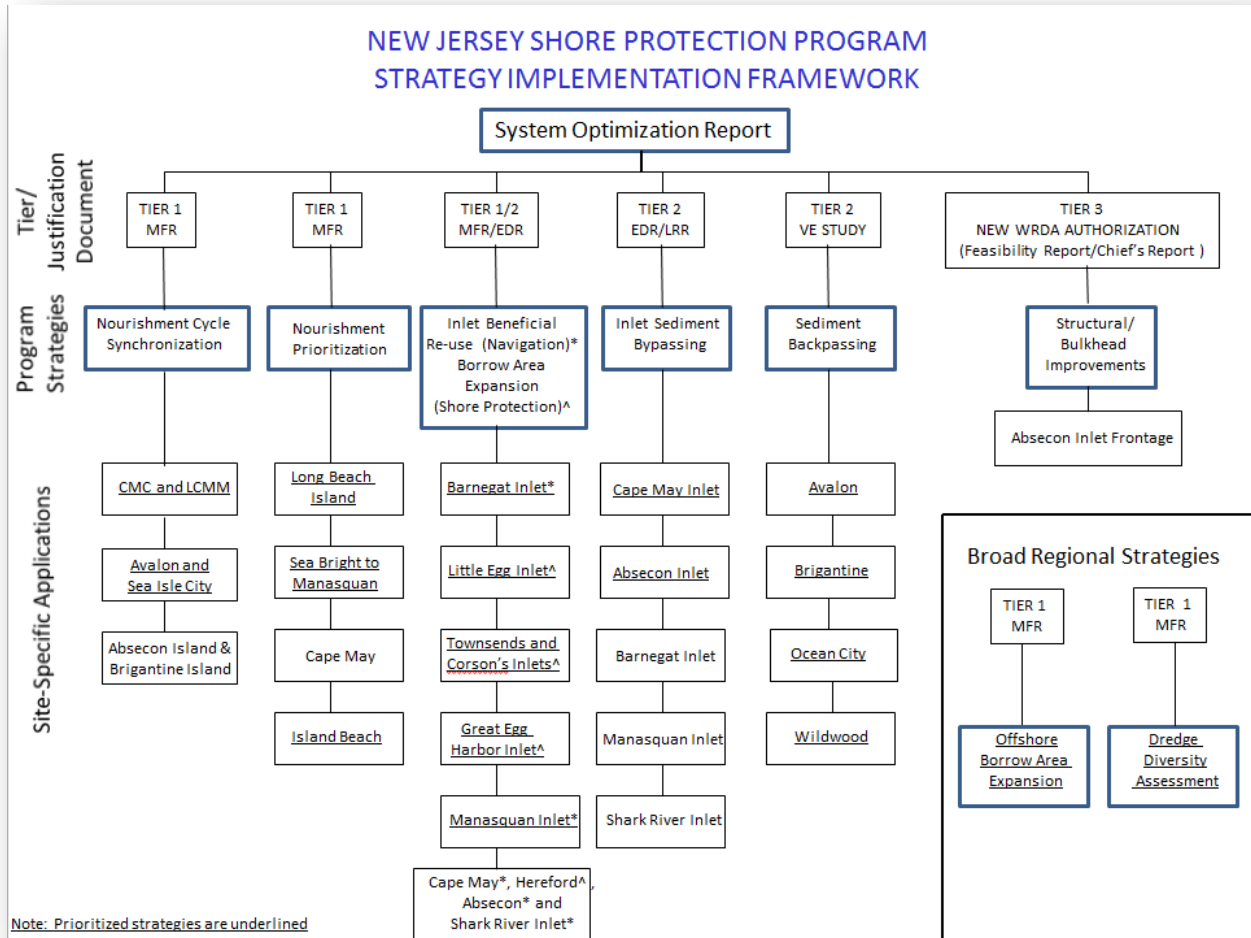 NEW JERSEY SHORE PROTECTION PROGRAM
STRATEGY IMPLEMENTATION FRAMEWORK
System Optimization Report
Tier/
Justification
Document
TIER 1
MFR
TIER 1
MFR
TIER 1/2
MFR/EDR
TIER 2
EDR/LRR
TIER 2
VE STUDY
TIER 3
NEW WRDA AUTHORIZATION
(Feasibility Report/Chief's Report )
Program
Strategies
Nourishment Cycle
Synchronization
Nourishment
Prioritization
Inlet Beneficial
Re-use (Navigation)*
Borrow Area
Expansion
(Shore Protection)^
Inlet Sediment
Bypassing
Sediment
Backpassing
Structural/
Bulkhead
Improvements
Absecon Inlet Frontage
Site-Specific Applications
CMC and LCMM
Avalon and
Sea Isle City
Absecon Island &
Brigantine Island
Long Beach
Island
Sea Bright to
Manasquan
Cape May
Island Beach
Barnegat Inlet*
Little Egg Inlet^
Townsends and
Corson's Inlets^
Great Egg
Harbor Inlet^
Manasquan Inlet*
Cape May*, Hereford^ ,
Absecon* and
Shark River Inlet*
Cape May Inlet
Absecon Inlet
Barnegat Inlet
Manasquan Inlet
Shark River Inlet
Avalon
Brigantine
Ocean City
Wildwood
Broad Regional Strategies
TIER 1
MFR
TIER 1
MFR
Offshore
Borrow Area
Expansion
Dredge
Diversity
Assessment
Note: Prioritized strategies are underlined